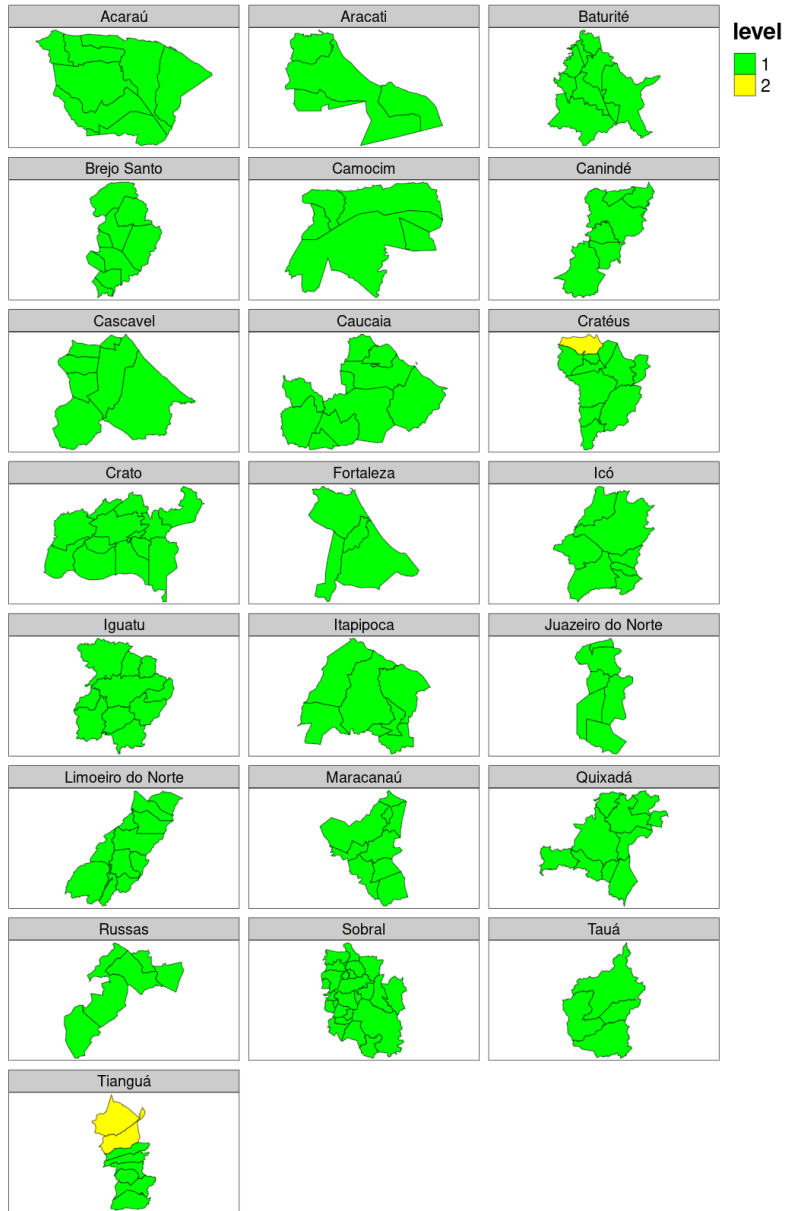 Acaraú
Aracati
Baturité
level
1
2
Brejo Santo
Camocim
Canindé
Cascavel
Caucaia
Cratéus
Crato
Fortaleza
Icó
Iguatu
Itapipoca
Juazeiro do Norte
Limoeiro do Norte
Maracanaú
Quixadá
Russas
Sobral
Tauá
Tianguá